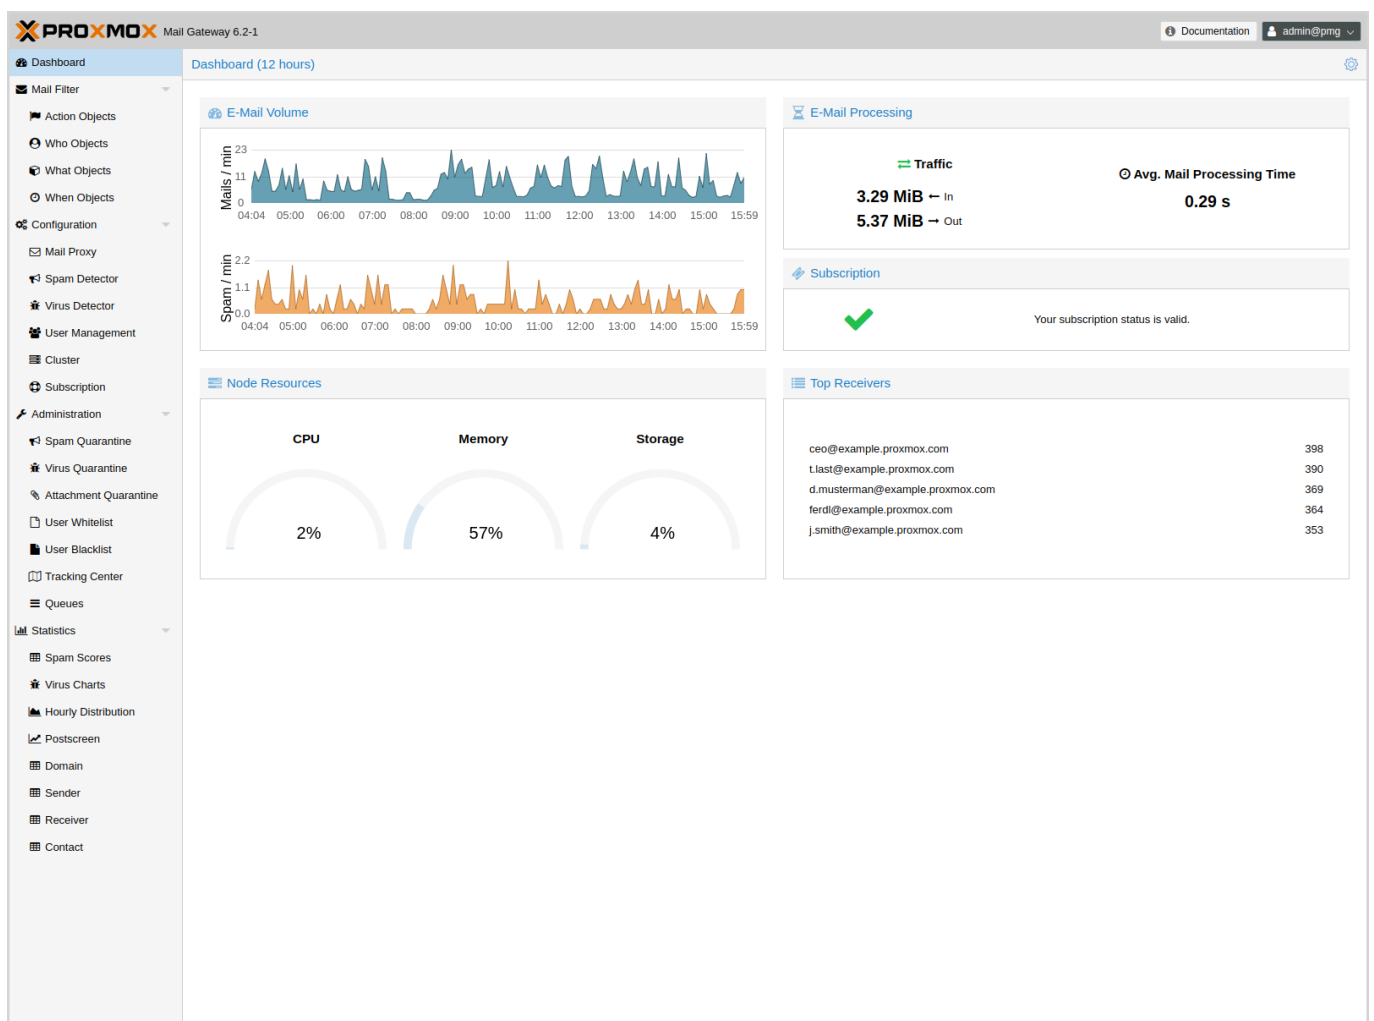 PROXMOX Mail Gateway 6.2-1
Documentation
admin@pmg
Dashboard
Mail Filter
Action Objects
Who Objects
What Objects
When Objects
Configuration
Mail Proxy
Spam Detector
Virus Detector
User Management
Cluster
Subscription
Administration
Spam Quarantine
Virus Quarantine
Attachment Quarantine
User Whitelist
User Blacklist
Tracking Center
Queues
Statistics
Spam Scores
Virus Charts
Hourly Distribution
Postscreen
Domain
Sender
Receiver
Contact
Dashboard (12 hours)
E-Mail Volume
Mails / min
23
11
0
04:04 05:00 06:00 07:00 08:00 09:00 10:00 11:00 12:00 13:00 14:00 15:00 15:59
Spam / min
2.2
1.1
0.0
04:04 05:00 06:00 07:00 08:00 09:00 10:00 11:00 12:00 13:00 14:00 15:00 15:59
E-Mail Processing
Traffic
3.29 MiB ← In
5.37 MiB → Out
Avg. Mail Processing Time
0.29 s
Subscription
Your subscription status is valid.
Node Resources
CPU Memory Storage
2% 57% 4%
Top Receivers
ceo@example.proxmox.com 398
t.last@example.proxmox.com 390
d.musterman@example.proxmox.com 369
ferdl@example.proxmox.com 364
j.smith@example.proxmox.com 353